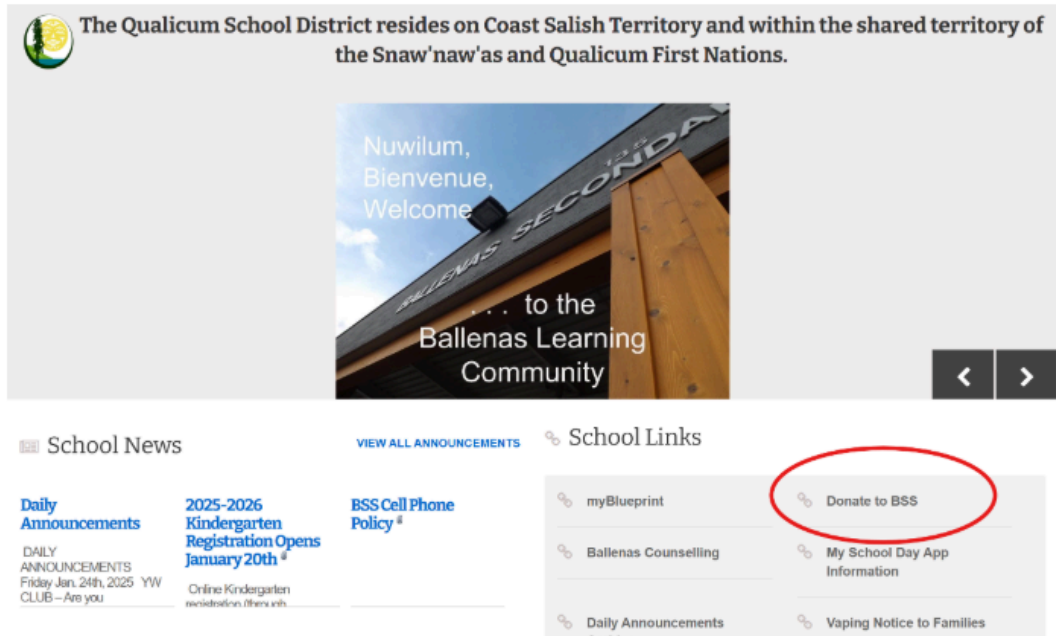 The Qualicum School District resides on Coast Salish Territory and within the shared territory of
the Snaw'naw'as and Qualicum First Nations.
Nuwilum,
Bienvenue,
Welcome
135
BALLENAS SECONDA
. . . to the
Ballenas Learning
Community
School News
VIEW ALL ANNOUNCEMENTS
Daily
Announcements
DAILY
ANNOUNCEMENTS
Friday Jan. 24th, 2025 YW
CLUB – Are you
2025-2026
Kindergarten
Registration Opens
January 20th
Online Kindergarten
registration (through
BSS Cell Phone
Policy
School Links
myBlueprint
Donate to BSS
Ballenas Counselling
My School Day App
Information
Daily Announcements
Vaping Notice to Families